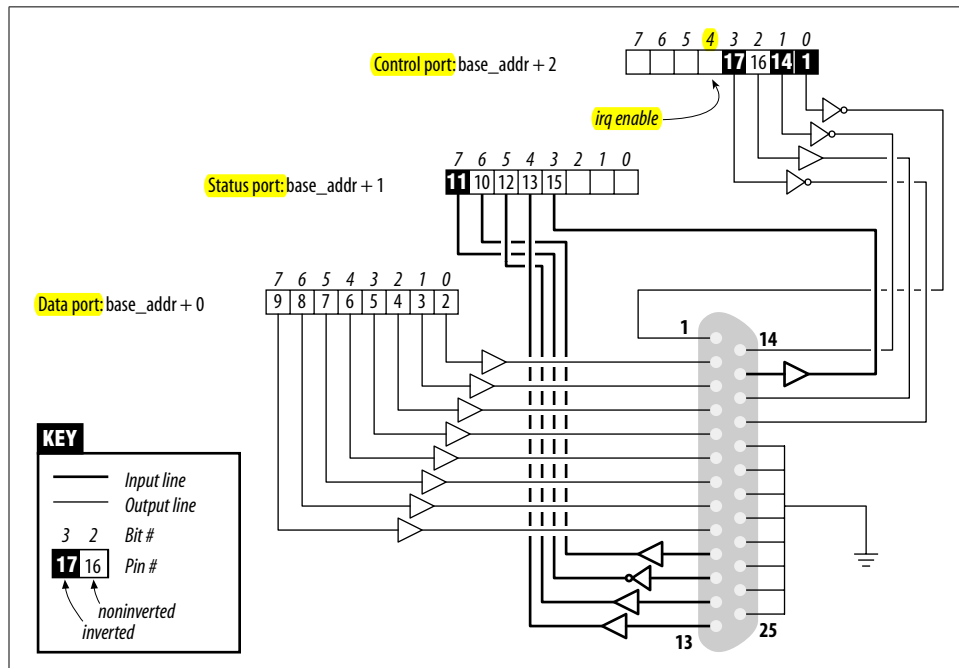 7 6 5 4 3 2 1 0
Control port: base_addr + 2
17 16 14 1
irq enable
7 6 5 4 3 2 1 0
Status port: base_addr + 1
11 10 12 13 15
7 6 5 4 3 2 1 0
Data port: base_addr + 0
9 8 7 6 5 4 3 2
1
14
KEY
Input line
Output line
3 2 Bit #
17 16 Pin #
noninverted
inverted
13
25